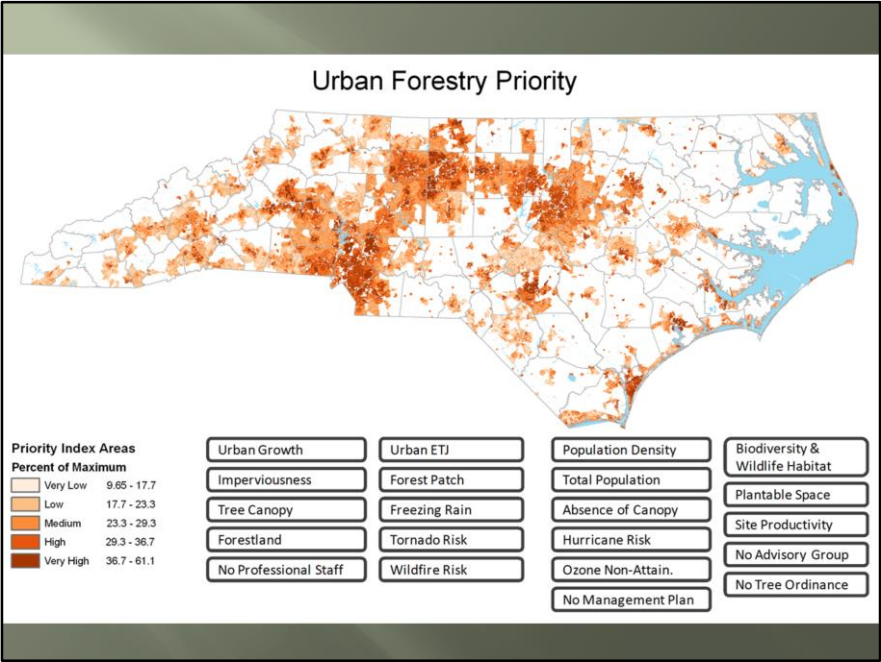 Urban Forestry Priority
Priority Index Areas
Percent of Maximum
Very Low 9.65 - 17.7
Low 17.7 - 23.3
Medium 23.3 - 29.3
High 29.3 - 36.7
Very High 36.7 - 61.1
Urban Growth
Imperviousness
Tree Canopy
Forestland
No Professional Staff
Urban ETJ
Forest Patch
Freezing Rain
Tornado Risk
Wildfire Risk
Population Density
Total Population
Absence of Canopy
Hurricane Risk
Ozone Non-Attain.
No Management Plan
Biodiversity &
Wildlife Habitat
Plantable Space
Site Productivity
No Advisory Group
No Tree Ordinance